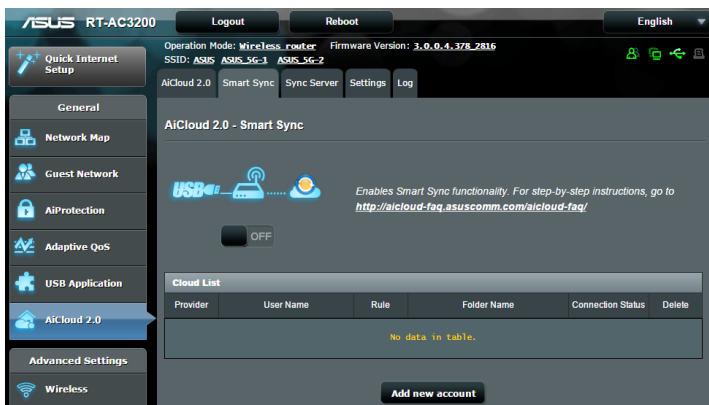 ASUS RT-AC3200 Logout Reboot English
Quick Internet Setup
Operation Mode: Wireless router Firmware Version: 3.0.0.4.378_2816
SSID: ASUS ASUS_5G-1 ASUS_5G-2
AiCloud 2.0 Smart Sync Sync Server Settings Log
General
Network Map
Guest Network
AiProtection
Adaptive QoS
USB Application
AiCloud 2.0
Advanced Settings
Wireless
AiCloud 2.0 - Smart Sync
USB
Enables Smart Sync functionality. For step-by-step instructions, go to
http://aicloud-faq.asuscomm.com/aicloud-faq/
OFF
Cloud List
Provider User Name Rule Folder Name Connection Status Delete
No data in table.
Add new account